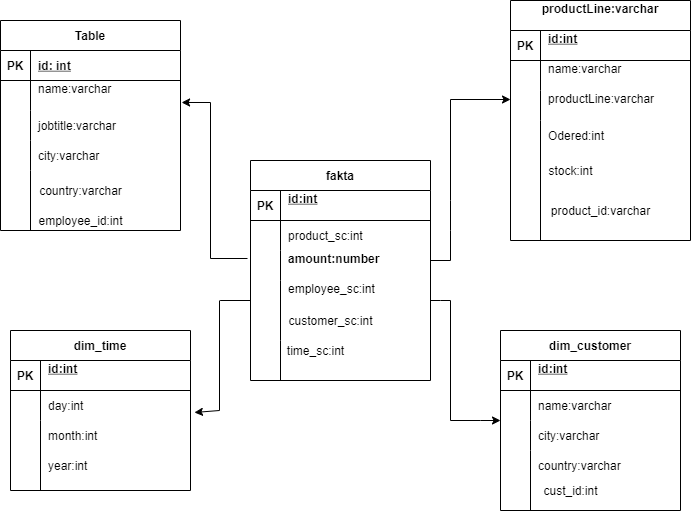 Table
PK
id: int
name:varchar
jobtitle:varchar
city:varchar
country:varchar
employee_id:int
productLine:varchar
PK
id:int
name:varchar
productLine:varchar
Odered:int
stock:int
product_id:varchar
fakta
PK
id:int
product_sc:int
amount:number
employee_sc:int
customer_sc:int
time_sc:int
dim_time
PK
id:int
day:int
month:int
year:int
dim_customer
PK
id:int
name:varchar
city:varchar
country:varchar
cust_id:int